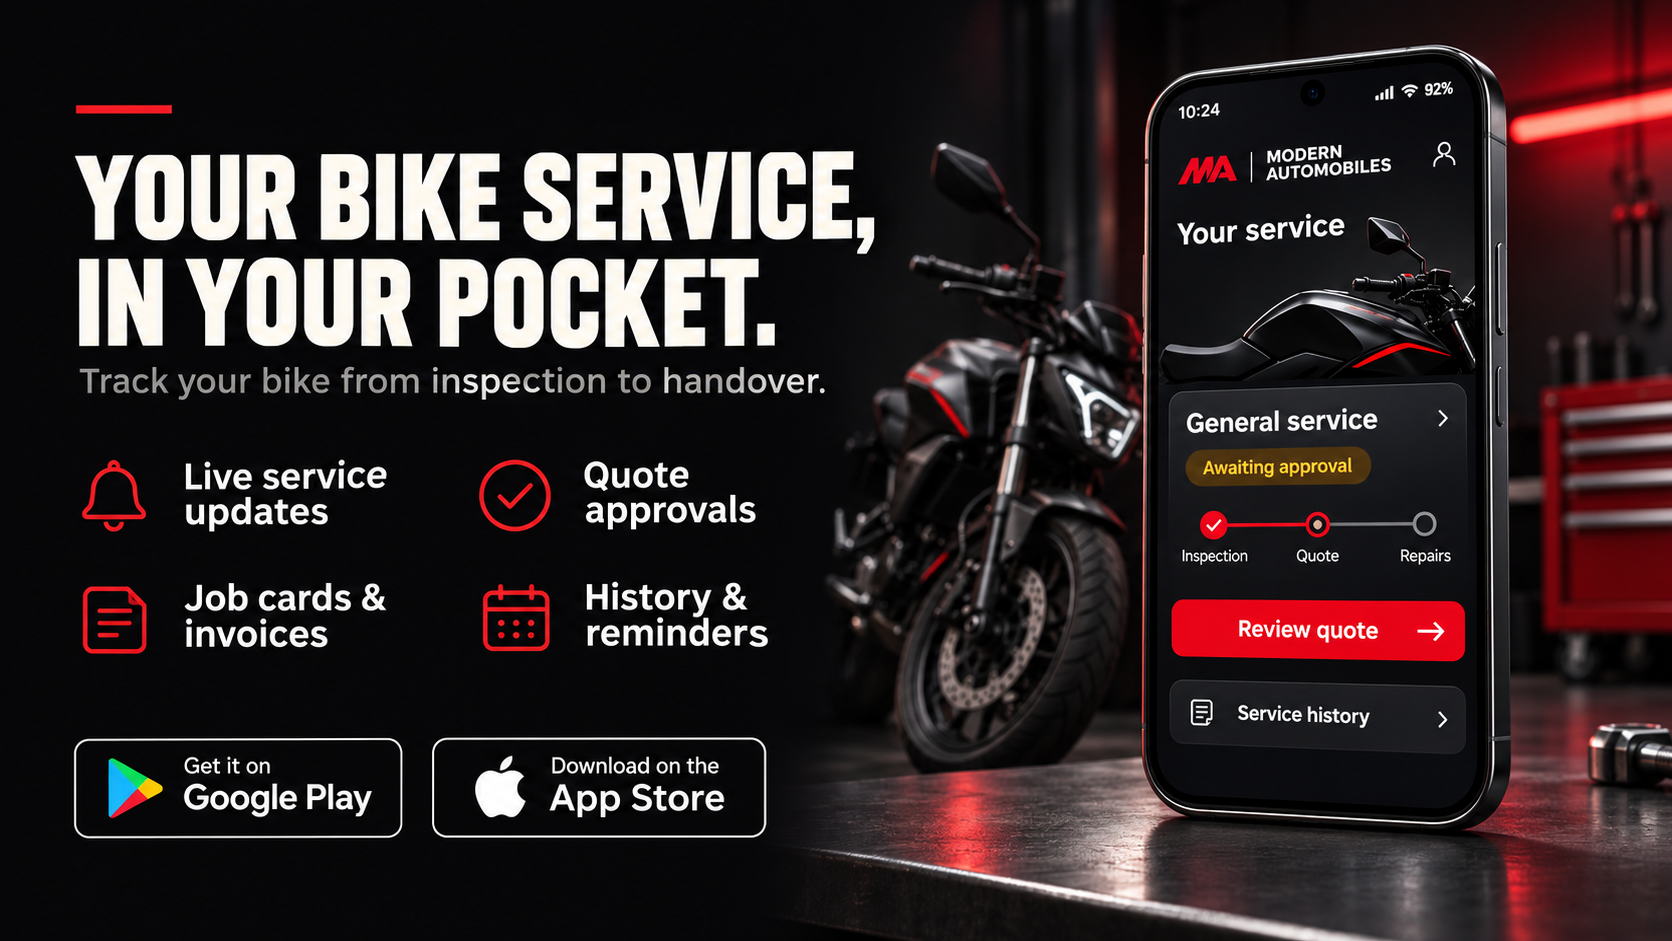 YOUR BIKE SERVICE,
IN YOUR POCKET.
Track your bike from inspection to handover.
Live service
updates
Quote
approvals
Job cards &
invoices
History &
reminders
Get it on
Google Play
Download on the
App Store
10:24
92%
MA
MODERN
AUTOMOBILES
Your service
General service
Awaiting approval
Inspection
Quote
Repairs
Review quote
Service history